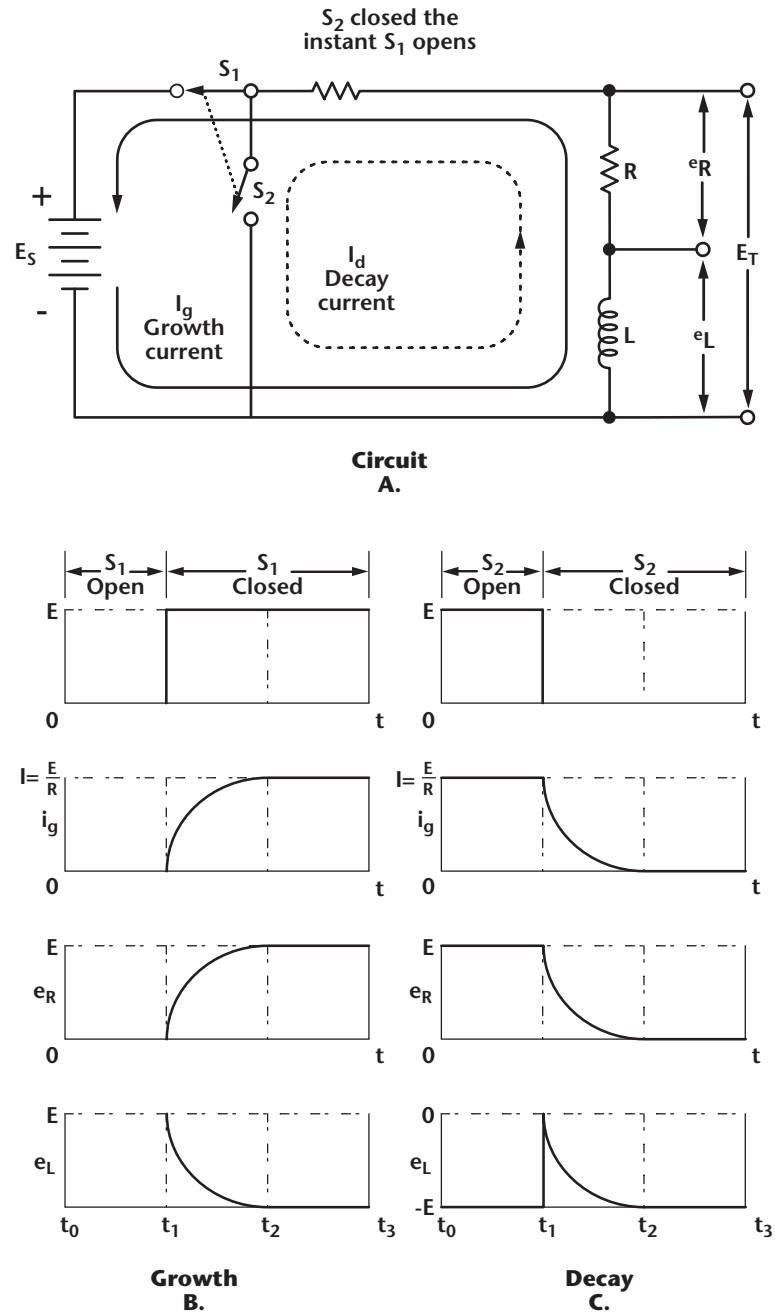 S2 closed the
instant S1 opens
S1
S2
+
ES
-
Ig
Growth
current
Id
Decay
current
R
eR
ET
L
eL
Circuit
A.
S1
Open
S1
Closed
E
0
t
I= E/R
ig
0
t
E
eR
0
t
E
eL
t0
t1
t2
t3
Growth
B.
S2
Open
S2
Closed
E
0
t
I= E/R
ig
0
t
E
eR
0
t
0
eL
-E
t0
t1
t2
t3
Decay
C.